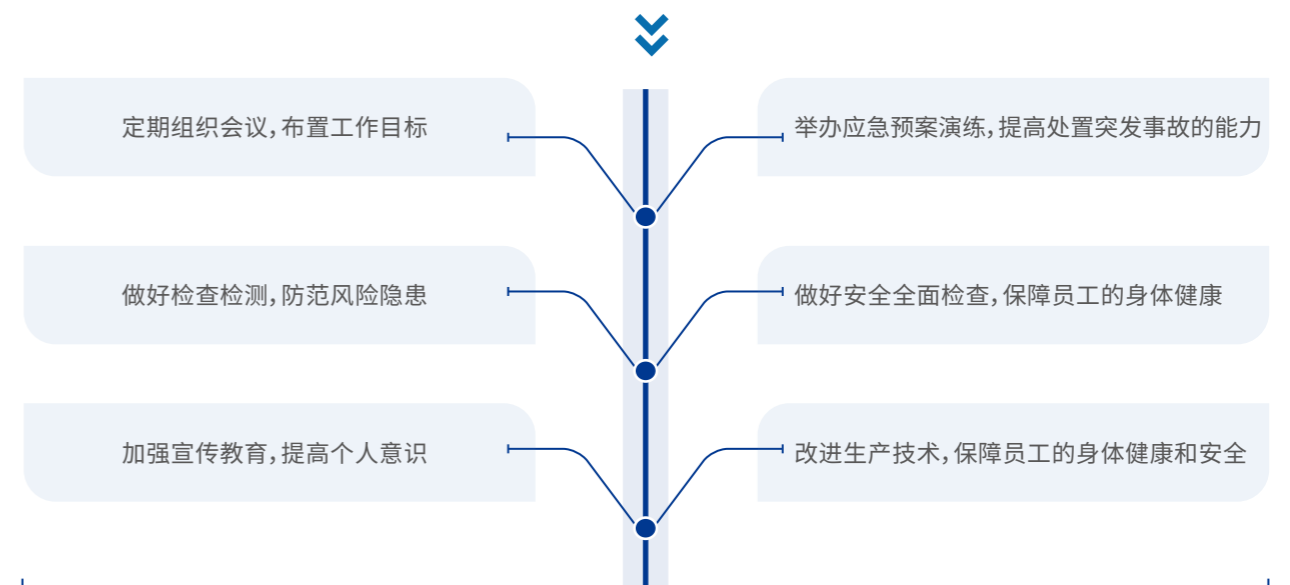 定期组织会议，布置工作目标
举办应急预案演练，提高处置突发事故的能力
做好检查检测，防范风险隐患
做好安全全面检查，保障员工的身体健康
加强宣传教育，提高个人意识
改进生产技术，保障员工的身体健康和安全